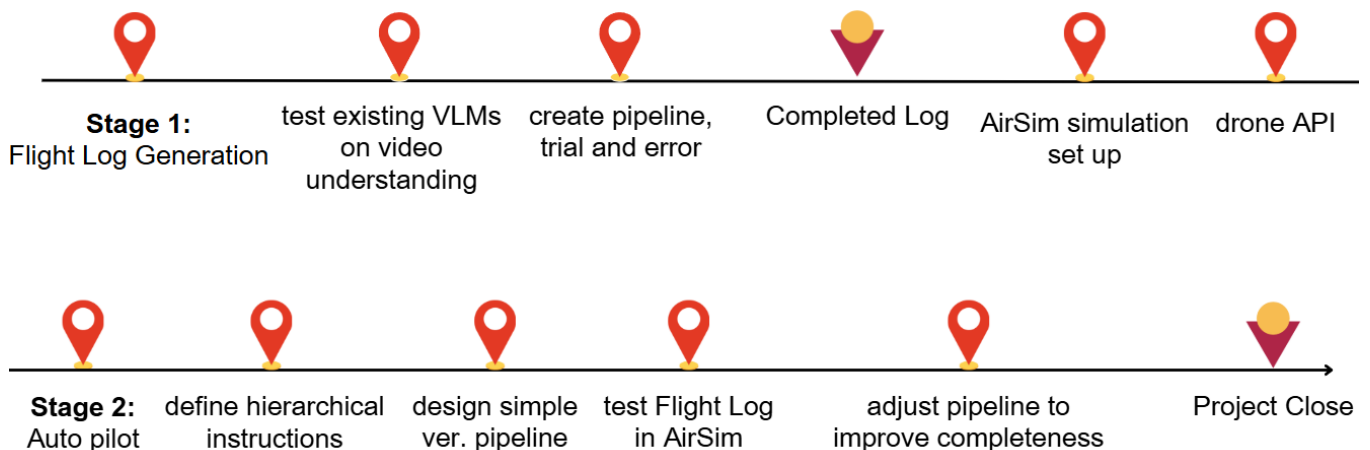 Stage 1:
Flight Log Generation
test existing VLMs
on video
understanding
create pipeline,
trial and error
Completed Log
AirSim simulation
set up
drone API
Stage 2:
Auto pilot
define hierarchical
instructions
design simple
ver. pipeline
test Flight Log
in AirSim
adjust pipeline to
improve completeness
Project Close